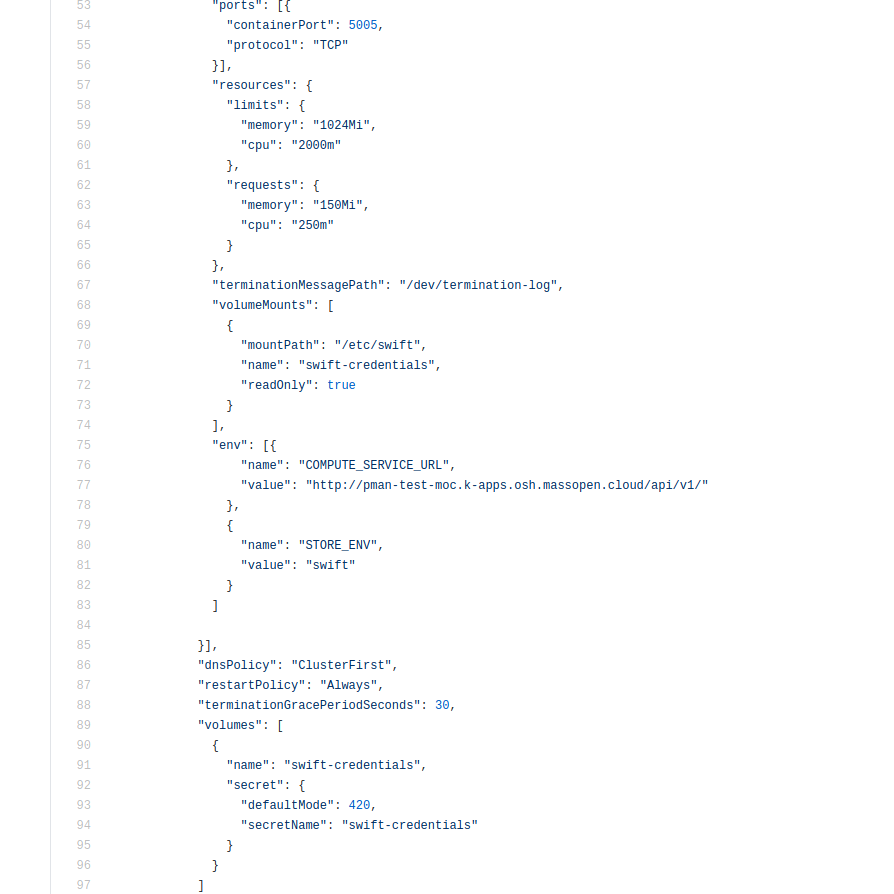 53 "ports": [{
54 "containerPort": 5005,
55 "protocol": "TCP"
56 }],
57 "resources": {
58 "limits": {
59 "memory": "1024Mi",
60 "cpu": "2000m"
61 },
62 "requests": {
63 "memory": "150Mi",
64 "cpu": "250m"
65 }
66 },
67 "terminationMessagePath": "/dev/termination-log",
68 "volumeMounts": [
69 {
70 "mountPath": "/etc/swift",
71 "name": "swift-credentials",
72 "readOnly": true
73 }
74 ],
75 "env": [{
76 "name": "COMPUTE_SERVICE_URL",
77 "value": "http://pman-test-moc.k-apps.osh.massopen.cloud/api/v1/"
78 },
79 {
80 "name": "STORE_ENV",
81 "value": "swift"
82 }
83 ]
84
85 }],
86 "dnsPolicy": "ClusterFirst",
87 "restartPolicy": "Always",
88 "terminationGracePeriodSeconds": 30,
89 "volumes": [
90 {
91 "name": "swift-credentials",
92 "secret": {
93 "defaultMode": 420,
94 "secretName": "swift-credentials"
95 }
96 }
97 ]